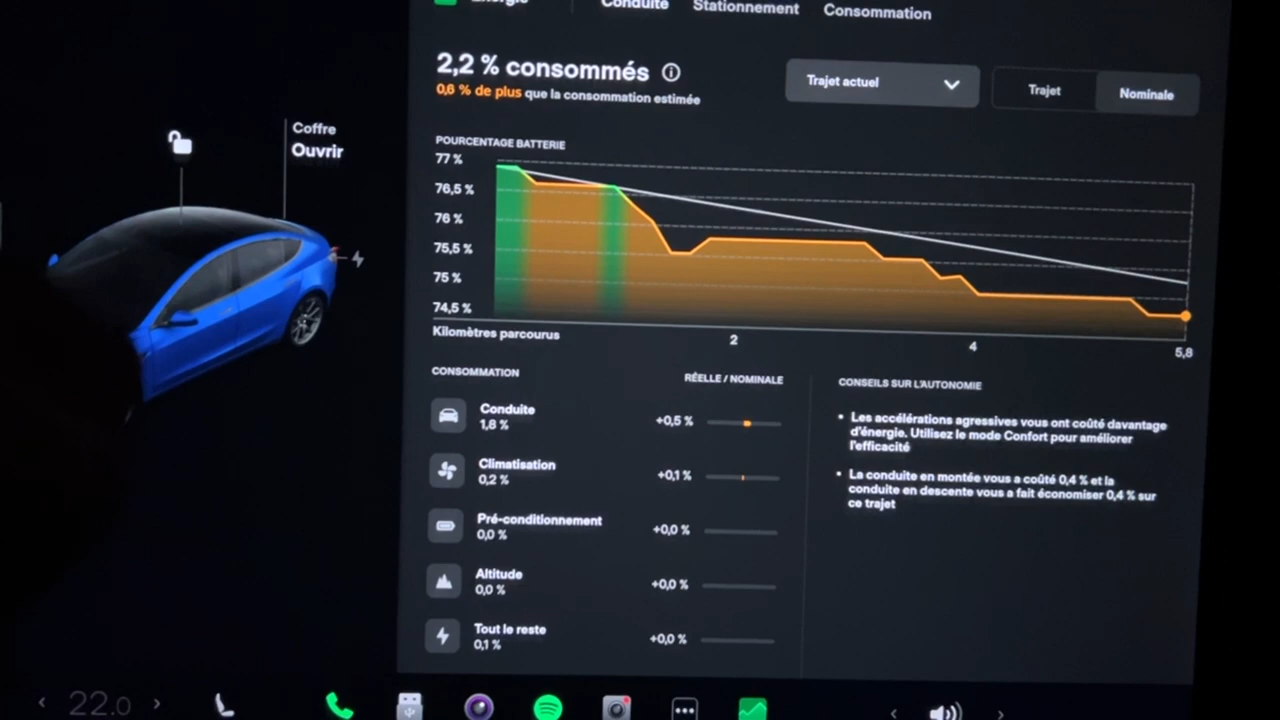 Énergie
Conduite
Stationnement
Consommation
2,2 % consommés
0,6 % de plus que la consommation estimée
Trajet actuel
Trajet
Nominale
Coffre
Ouvrir
POURCENTAGE BATTERIE
77 %
76,5 %
76 %
75,5 %
75 %
74,5 %
Kilomètres parcourus
2
4
5,8
CONSOMMATION
RÉELLE / NOMINALE
Conduite
1,8 %
+0,5 %
Climatisation
0,2 %
+0,1 %
Pré-conditionnement
0,0 %
+0,0 %
Altitude
0,0 %
+0,0 %
Tout le reste
0,1 %
+0,0 %
CONSEILS SUR L'AUTONOMIE
• Les accélérations agressives vous ont coûté davantage
d'énergie. Utilisez le mode Confort pour améliorer
l'efficacité
• La conduite en montée vous a coûté 0,4 % et la
conduite en descente vous a fait économiser 0,4 % sur
ce trajet
22.0